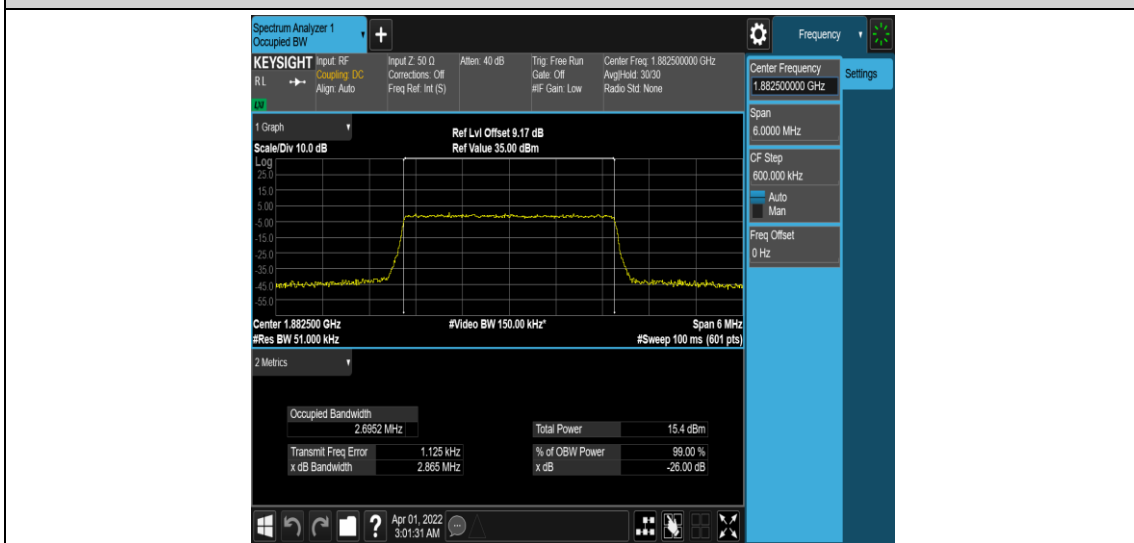 Spectrum Analyzer 1
Occupied BW
Frequency
KEYSIGHT
RL
LXI
Input: RF
Coupling: DC
Align: Auto
Input Z: 50 Ω
Corrections: Off
Freq Ref: Int (S)
Atten: 40 dB
Trig: Free Run
Gate: Off
#IF Gain: Low
Center Freq: 1.882500000 GHz
Avg|Hold: 30/30
Radio Std: None
Center Frequency
1.882500000 GHz
Settings
Span
6.0000 MHz
CF Step
600.000 kHz
Auto
Man
Freq Offset
0 Hz
1 Graph
Scale/Div 10.0 dB
Ref Lvl Offset 9.17 dB
Ref Value 35.00 dBm
Log
25.0
15.0
5.00
-5.00
-15.0
-25.0
-35.0
-45.0
-55.0
Center 1.882500 GHz
#Res BW 51.000 kHz
#Video BW 150.00 kHz*
Span 6 MHz
#Sweep 100 ms (601 pts)
2 Metrics
Occupied Bandwidth
2.6952 MHz
Total Power 15.4 dBm
Transmit Freq Error 1.125 kHz
% of OBW Power 99.00 %
x dB Bandwidth 2.865 MHz
x dB -26.00 dB
?
Apr 01, 2022
3:01:31 AM